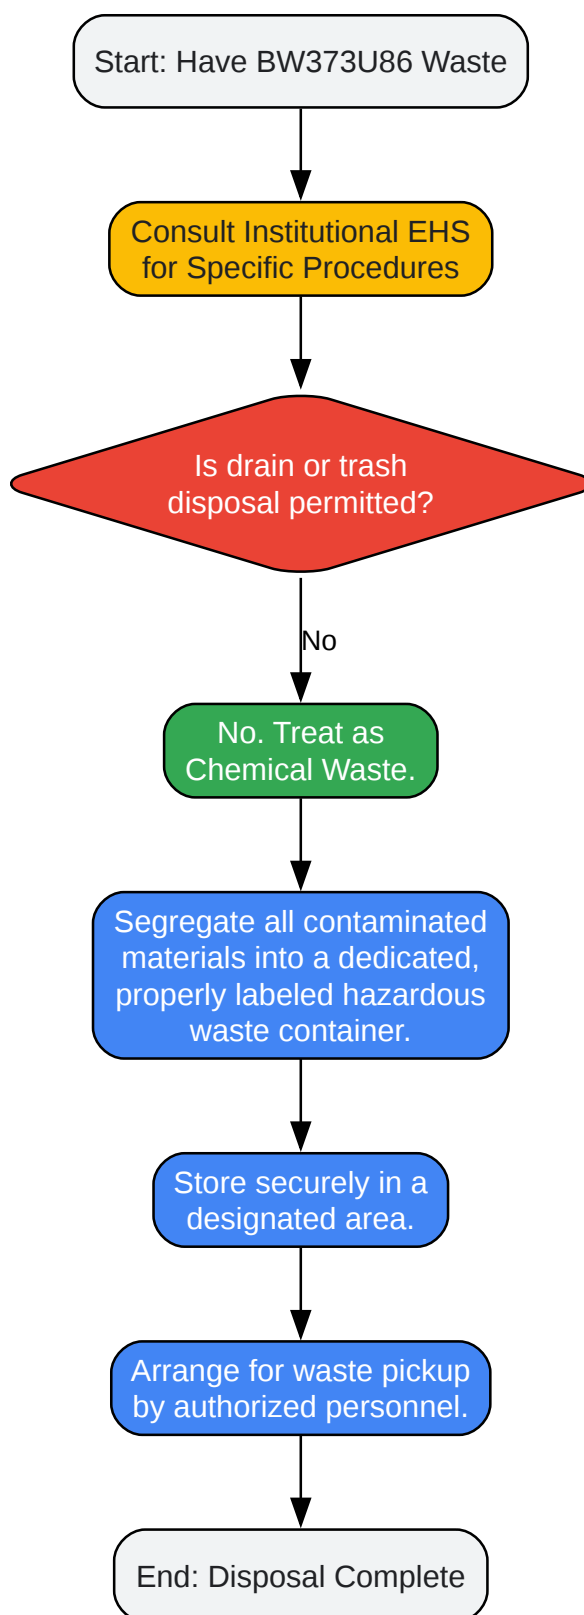 Start: Have BW373U86 Waste
Consult Institutional EHS
for Specific Procedures
Is drain or trash
disposal permitted?
No
No. Treat as
Chemical Waste.
Segregate all contaminated
materials into a dedicated,
properly labeled hazardous
waste container.
Store securely in a
designated area.
Arrange for waste pickup
by authorized personnel.
End: Disposal Complete